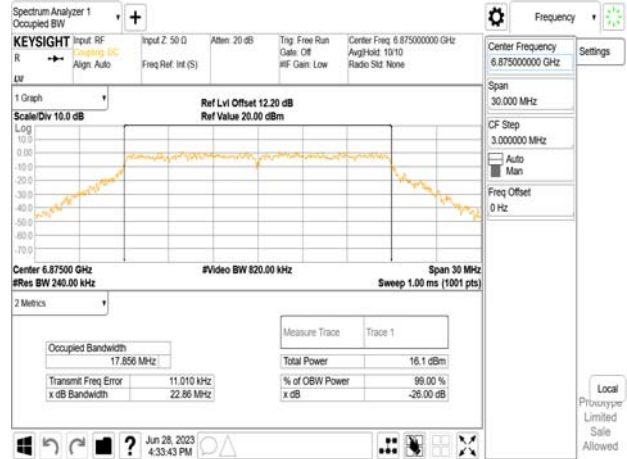 Spectrum Analyzer 1
Occupied BW
KEYSIGHT
R
Input: RF
Coupling: DC
Align: Auto
Input Z: 50 Ω
Freq Ref: Int (S)
Atten: 20 dB
Trig: Free Run
Gate: Off
#IF Gain: Low
Center Freq: 6.875000000 GHz
Avg|Hold: 10/10
Radio Std: None
1 Graph
Scale/Div 10.0 dB
Ref Lvl Offset 12.20 dB
Ref Value 20.00 dBm
Log
10.0
0.00
-10.0
-20.0
-30.0
-40.0
-50.0
-60.0
-70.0
Center 6.87500 GHz
#Res BW 240.00 kHz
#Video BW 820.00 kHz
Span 30 MHz
Sweep 1.00 ms (1001 pts)
2 Metrics
Measure Trace Trace 1
Occupied Bandwidth
17.856 MHz
Total Power 16.1 dBm
Transmit Freq Error 11.010 kHz
% of OBW Power 99.00 %
x dB Bandwidth 22.86 MHz
x dB -26.00 dB
Jun 28, 2023
4:33:43 PM
Frequency
Center Frequency
6.875000000 GHz
Settings
Span
30.000 MHz
CF Step
3.000000 MHz
Auto
Man
Freq Offset
0 Hz
Local
Prototype
Limited
Sale
Allowed